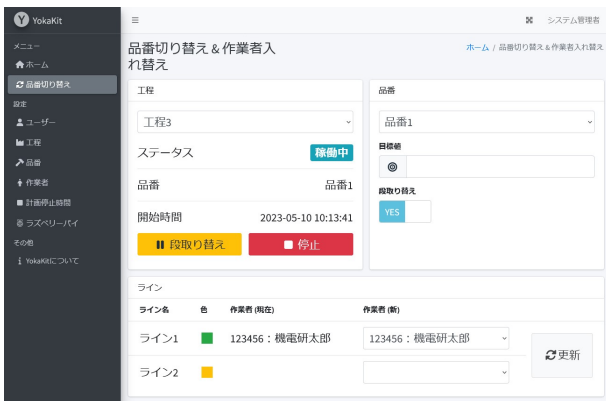 YokaKit
システム管理者
メニュー
ホーム
品番切り替え
設定
ユーザー
工程
品番
作業者
計画停止時間
ラズベリーパイ
その他
YokaKitについて
品番切り替え & 作業者入
れ替え
ホーム / 品番切り替え & 作業者入れ替え
工程
工程3
ステータス 稼働中
品番 品番1
開始時間 2023-05-10 10:13:41
段取り替え 停止
品番
品番1
目標値
段取り替え
YES
ライン
ライン名 色 作業者 (現在) 作業者 (新)
ライン1 123456：機電研太郎 123456：機電研太郎
ライン2
更新